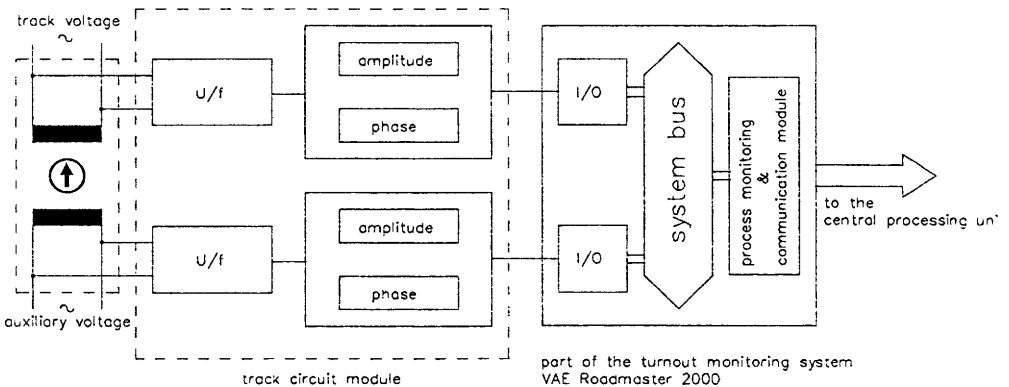 track voltage
~
U/f
amplitude
phase
I/O
system bus
process monitoring
&
communication module
to the
central processing un
U/f
amplitude
phase
I/O
~
auxiliary voltage
track circuit module
part of the turnout monitoring system
VAE Roadmaster 2000